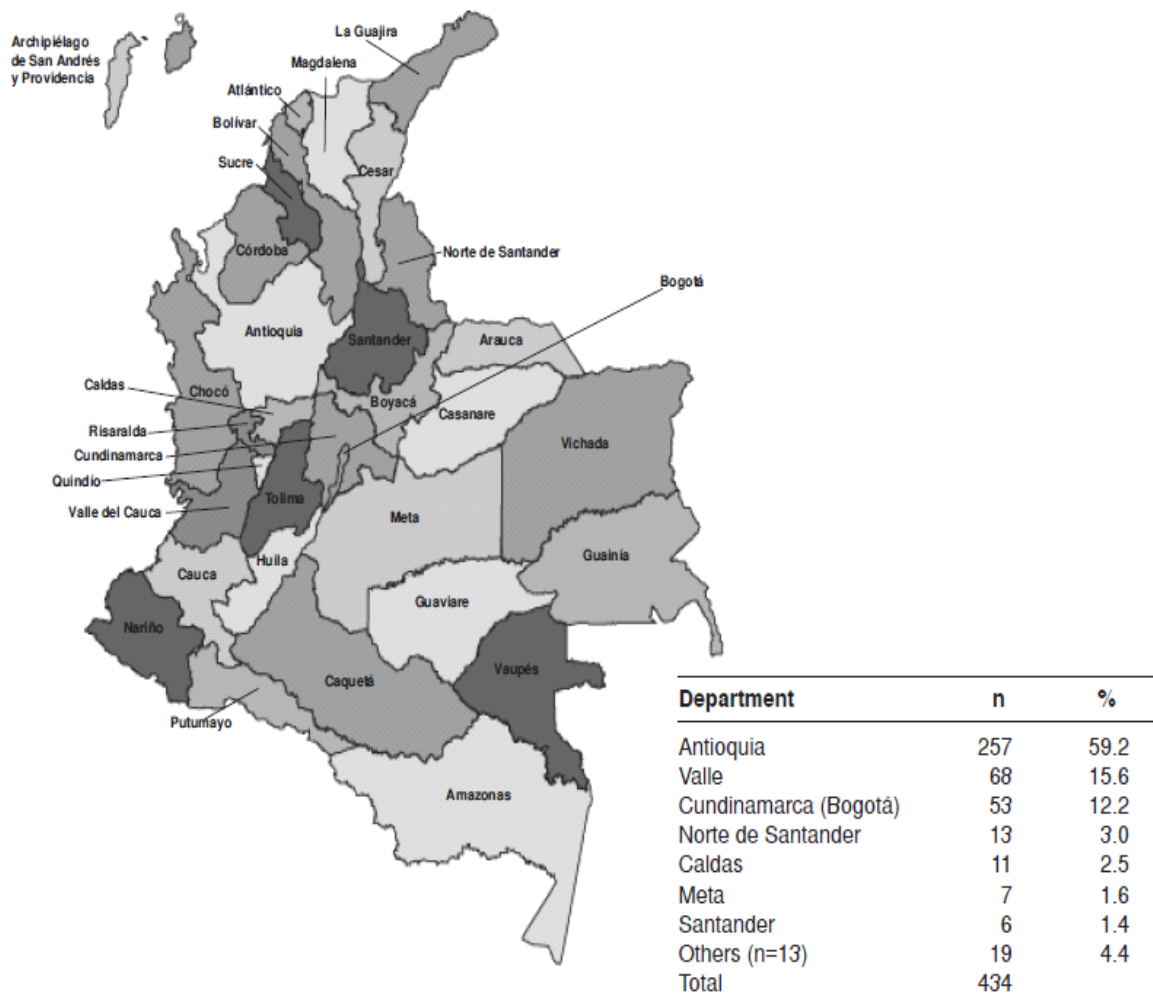 Archipiélago
de San Andrés
y Providencia
La Guajira
Magdalena
Atlántico
Bolívar
Sucre
Cesar
Córdoba
Norte de Santander
Bogotá
Antioquia
Santander
Arauca
Caldas
Chocó
Boyacá
Casanare
Risaralda
Vichada
Cundinamarca
Quindío
Tolima
Valle del Cauca
Meta
Huila
Guainía
Cauca
Guaviare
Nariño
Vaupés
Caquetá
Putumayo
Amazonas
Department n %
Antioquia 257 59.2
Valle 68 15.6
Cundinamarca (Bogotá) 53 12.2
Norte de Santander 13 3.0
Caldas 11 2.5
Meta 7 1.6
Santander 6 1.4
Others (n=13) 19 4.4
Total 434